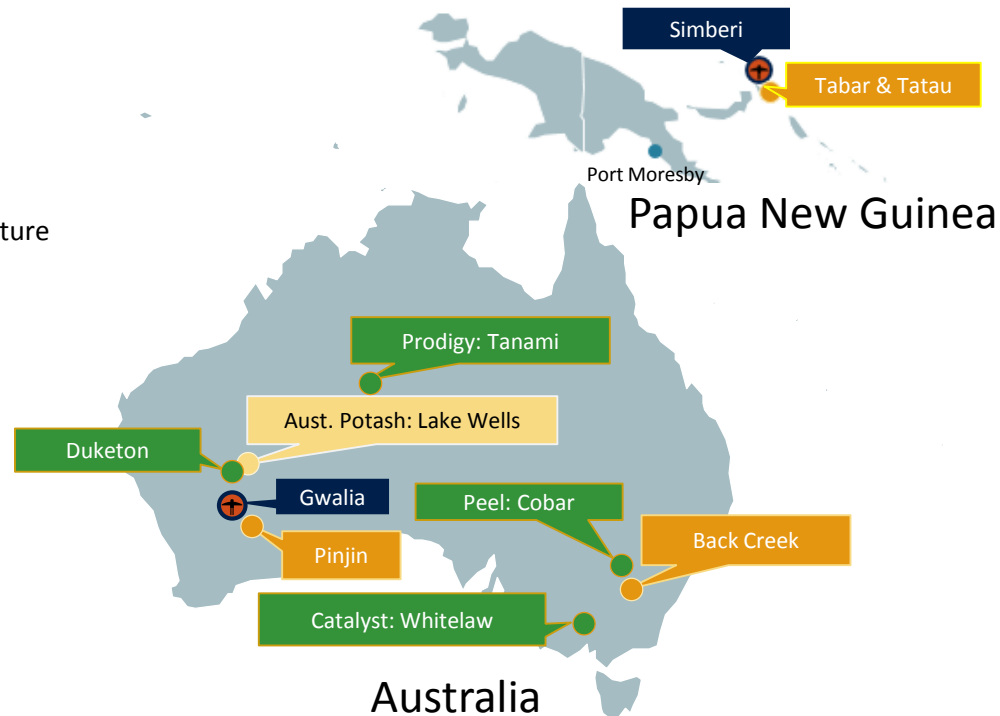 Simberi
Tabar & Tatau
Port Moresby
Papua New Guinea
ture
Prodigy: Tanami
Aust. Potash: Lake Wells
Duketon
Gwalia
Peel: Cobar
Back Creek
Pinjin
Catalyst: Whitelaw
Australia